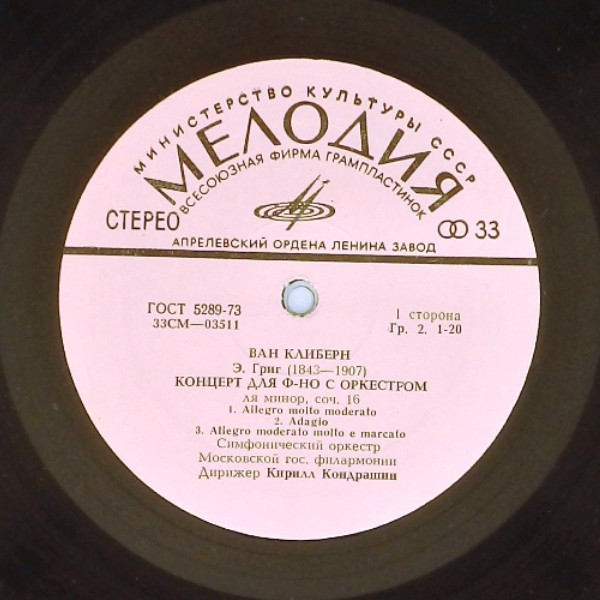 МИНИСТЕРСТВО КУЛЬТУРЫ СССР
МЕЛОДИЯ
ВСЕСОЮЗНАЯ ФИРМА ГРАМПЛАСТИНОК
СТЕРЕО
33
АПРЕЛЕВСКИЙ ОРДЕНА ЛЕНИНА ЗАВОД
ГОСТ 5289-73
33СМ—03511
1 сторона
Гр. 2. 1-20
ВАН КЛИБЕРН
Э. Григ (1843—1907)
КОНЦЕРТ ДЛЯ Ф-НО С ОРКЕСТРОМ
ля минор, соч. 16
1. Allegro molto moderato
2. Adagio
3. Allegro moderato molto e marcato
Симфонический оркестр
Московской гос. филармонии
Дирижер Кирилл Кондрашин